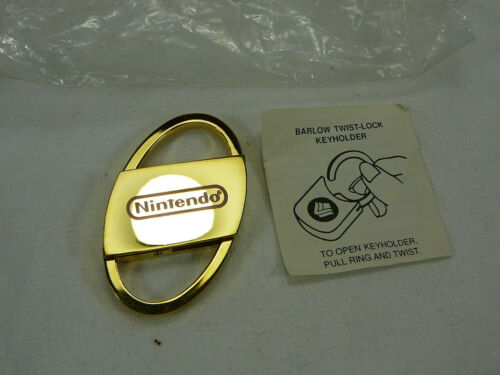 Nintendo®
BARLOW TWIST-LOCK
KEYHOLDER
TO OPEN KEYHOLDER,
PULL RING AND TWIST.